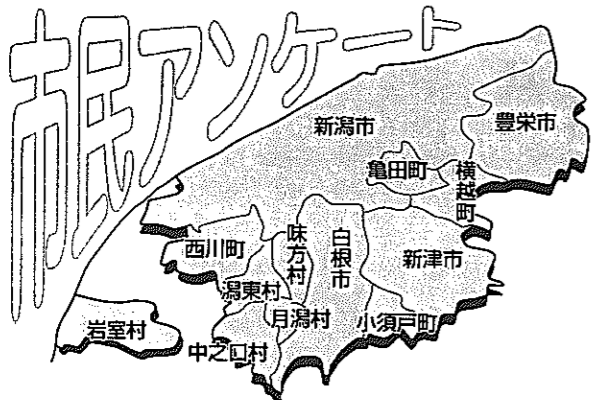 市民アンケート
新潟市
豊栄市
亀田町
横越町
西川町
味方村
白根市
新津市
潟東村
月潟村
小須戸町
岩室村
中之口村